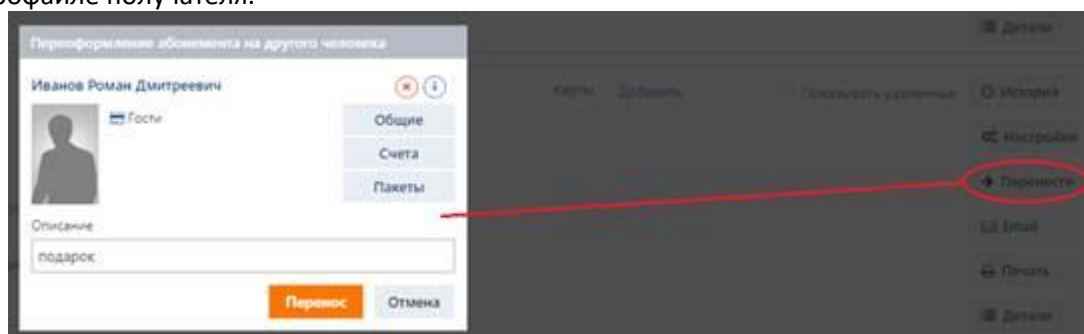 получателя.
Переоформление абонемента на другого человека
Детали
Иванов Роман Дмитреевич
Карты Добавить Показывать удаленные История
Гости
Общие
Настройки
Счета
Перенести
Пакеты
Описание
Email
подарок
Печать
Перенос Отмена
Детали